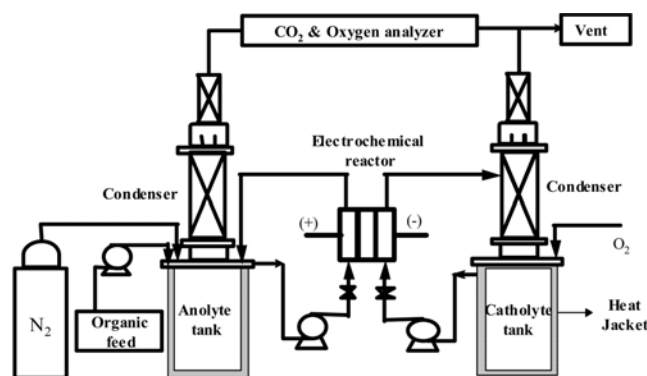 CO₂ & Oxygen analyzer
Vent
Electrochemical
reactor
Condenser
Condenser
(+)
(-)
O₂
N₂
Organic
feed
Anolyte
tank
Catholyte
tank
Heat
Jacket